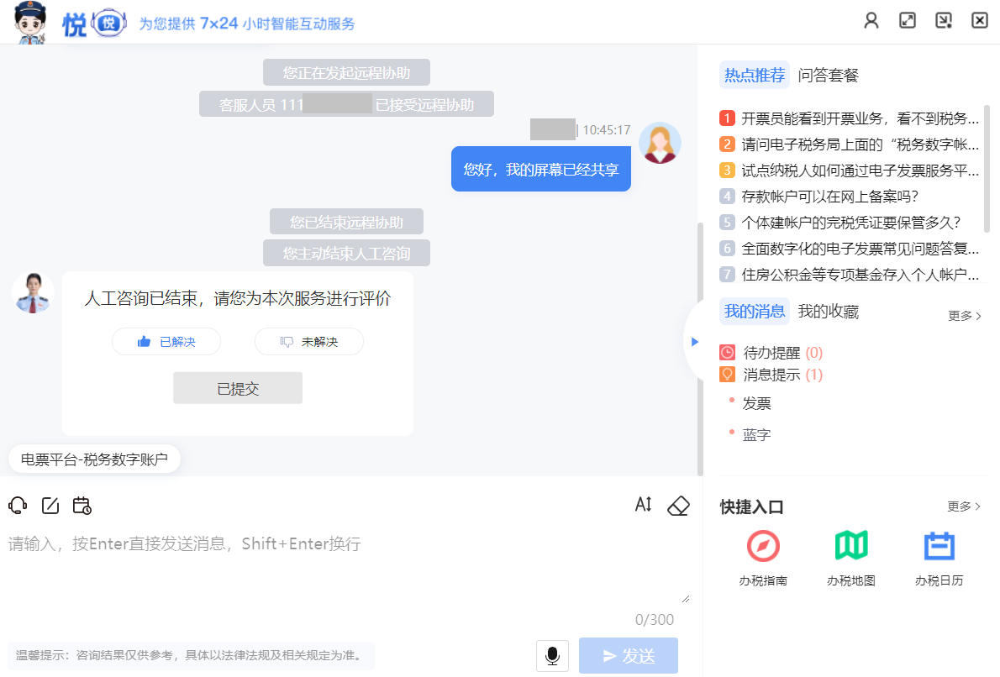 悦 悦 为您提供 7×24 小时智能互动服务
您正在发起远程协助
客服人员 111 已接受远程协助
10:45:17
您好，我的屏幕已经共享
您已结束远程协助
您主动结束人工咨询
人工咨询已结束，请您为本次服务进行评价
已解决
未解决
已提交
电票平台-税务数字账户
请输入，按Enter直接发送消息，Shift+Enter换行
0/300
温馨提示：咨询结果仅供参考，具体以法律法规及相关规定为准。
发送
热点推荐 问答套餐
1 开票员能看到开票业务，看不到税务...
2 请问电子税务局上面的“税务数字帐...
3 试点纳税人如何通过电子发票服务平...
4 存款帐户可以在网上备案吗？
5 个体建帐户的完税凭证要保管多久？
6 全面数字化的电子发票常见问题答复...
7 住房公积金等专项基金存入个人帐户...
我的消息 我的收藏 更多
待办提醒 (0)
消息提示 (1)
发票
蓝字
快捷入口 更多
办税指南
办税地图
办税日历